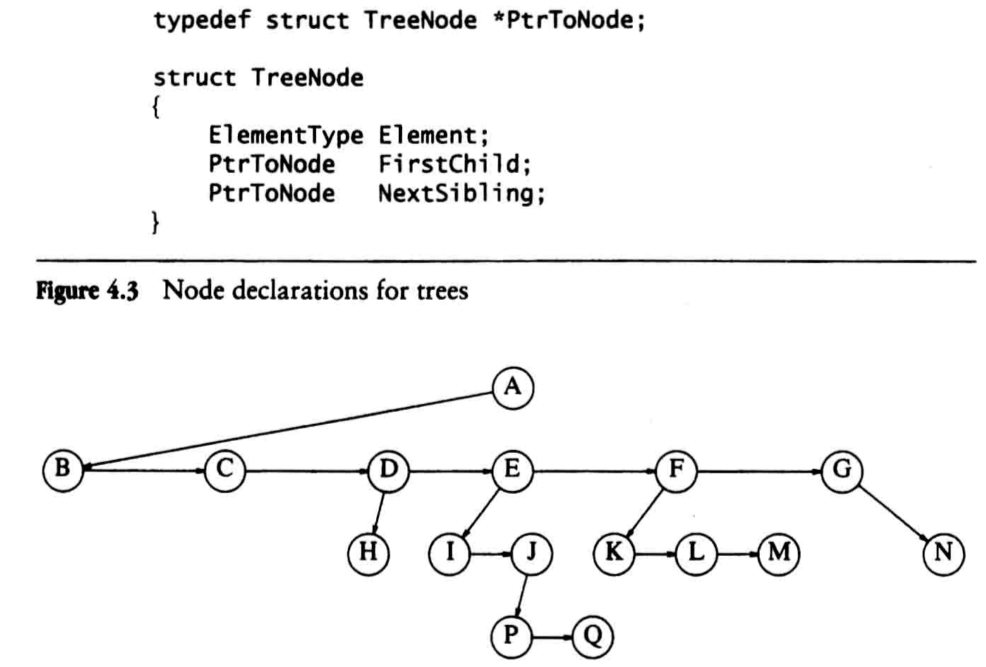 typedef struct TreeNode *PtrToNode;
struct TreeNode
{
ElementType Element;
PtrToNode FirstChild;
PtrToNode NextSibling;
}
Figure 4.3 Node declarations for trees
A
B C D E F G
H I J K L M N
P Q